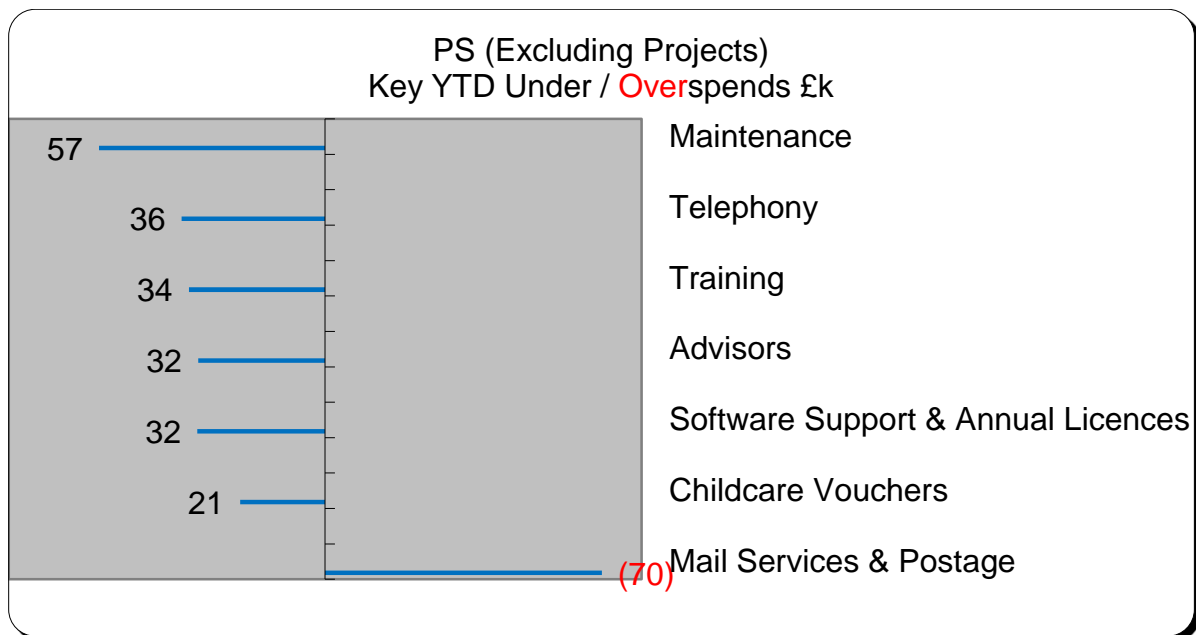 PS (Excluding Projects)
Key YTD Under / Overspends £k
57 Maintenance
36 Telephony
34 Training
32 Advisors
32 Software Support & Annual Licences
21 Childcare Vouchers
(70) Mail Services & Postage